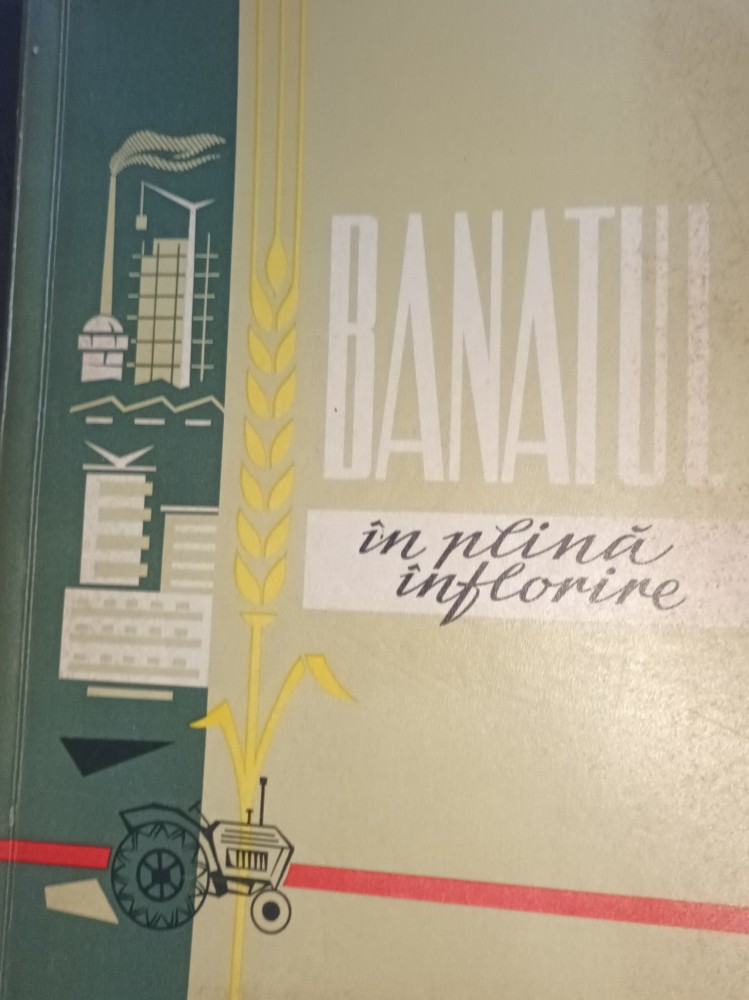 BANATUL
în plină
înflorire